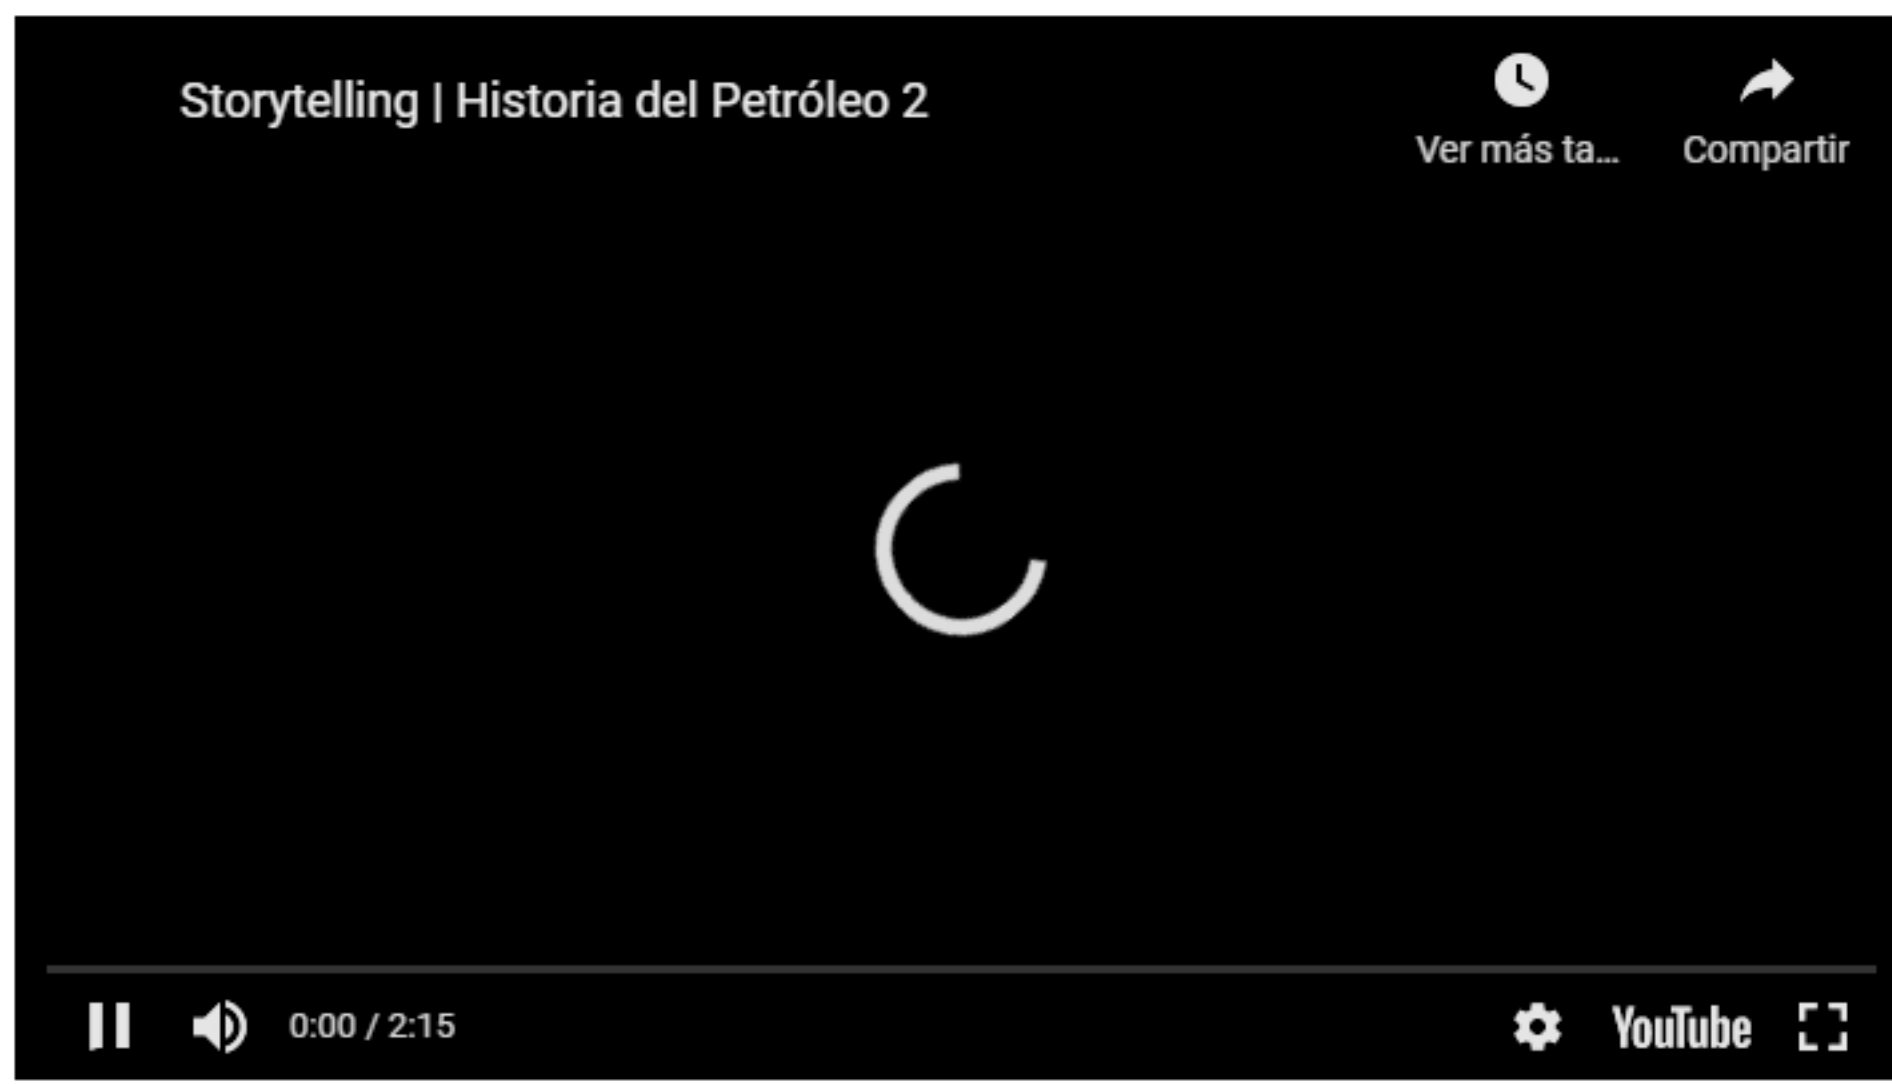 Storytelling | Historia del Petróleo 2
Ver más ta...
Compartir
0:00 / 2:15
YouTube